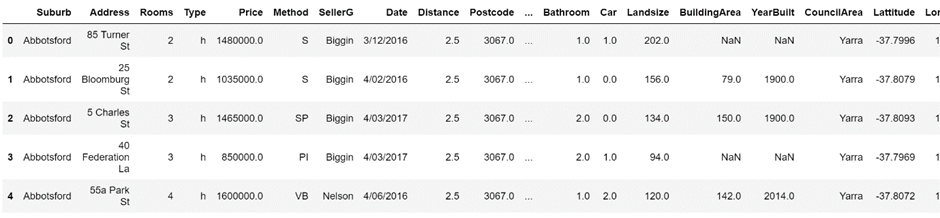 Suburb Address Rooms Type Price Method SellerG Date Distance Postcode ... Bathroom Car Landsize BuildingArea YearBuilt CouncilArea Lattitude
0 Abbotsford 85 Turner St 2 h 1480000.0 S Biggin 3/12/2016 2.5 3067.0 ... 1.0 1.0 202.0 NaN NaN Yarra -37.7996
1 Abbotsford 25 Bloomburg St 2 h 1035000.0 S Biggin 4/02/2016 2.5 3067.0 ... 1.0 0.0 156.0 79.0 1900.0 Yarra -37.8079
2 Abbotsford 5 Charles St 3 h 1465000.0 SP Biggin 4/03/2017 2.5 3067.0 ... 2.0 0.0 134.0 150.0 1900.0 Yarra -37.8093
3 Abbotsford 40 Federation La 3 h 850000.0 PI Biggin 4/03/2017 2.5 3067.0 ... 2.0 1.0 94.0 NaN NaN Yarra -37.7969
4 Abbotsford 55a Park St 4 h 1600000.0 VB Nelson 4/06/2016 2.5 3067.0 ... 1.0 2.0 120.0 142.0 2014.0 Yarra -37.8072